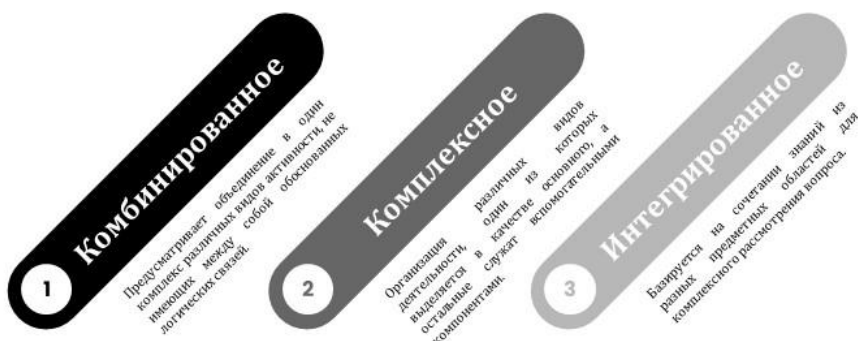 1
Комбинированное
Предусматривает объединение в один
комплекс различных видов активности, не
имеющих между собой обоснованных
логических связей.
2
Комплексное
Организация различных видов
деятельности, один из которых
выделяется в качестве основного, а
остальные служат вспомогательными
компонентами.
3
Интегрированное
Базируется на сочетании знаний из
разных предметных областей для
комплексного рассмотрения вопроса.